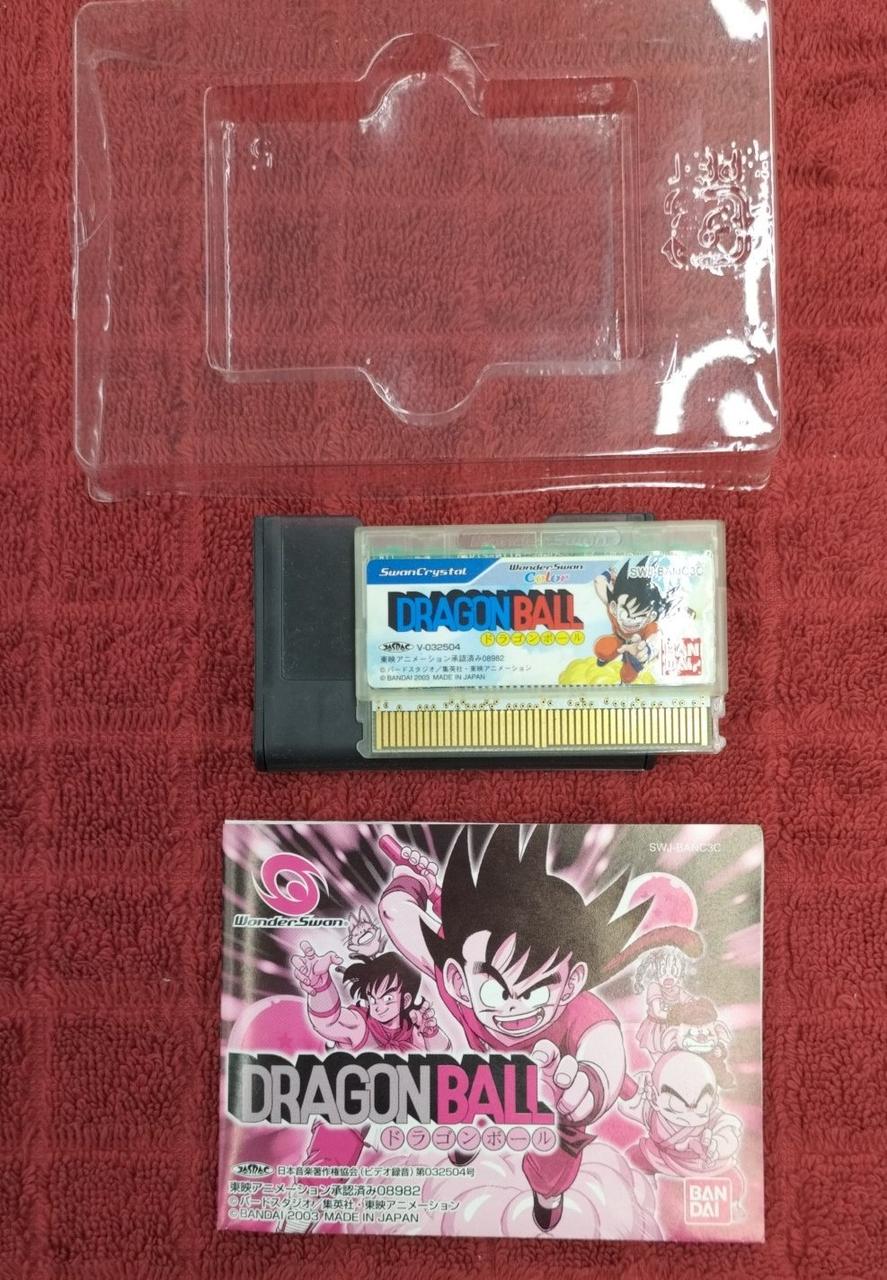 SwanCrystal
WonderSwan
Color
SWJ-BANC3C
DRAGON BALL
ドラゴンボール
JASRAC V-032504
東映アニメーション承認済み08982
©バードスタジオ/集英社・東映アニメーション
©BANDAI 2003 MADE IN JAPAN
BANDAI
SWJ-BANC3C
WonderSwan
DRAGON BALL
ドラゴンボール
JASRAC 日本音楽著作権協会(ビデオ録音)第032504号
東映アニメーション承認済み08982
©バードスタジオ/集英社・東映アニメーション
©BANDAI 2003 MADE IN JAPAN
BAN
DAI